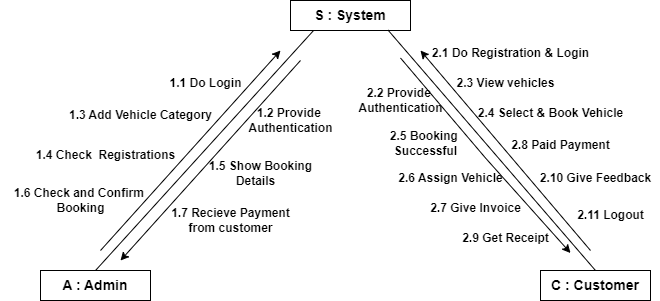 S : System
1.1 Do Login
1.3 Add Vehicle Category
1.4 Check Registrations
1.6 Check and Confirm
Booking
1.2 Provide
Authentication
1.5 Show Booking
Details
1.7 Recieve Payment
from customer
2.2 Provide
Authentication
2.5 Booking
Successful
2.6 Assign Vehicle
2.7 Give Invoice
2.9 Get Receipt
2.1 Do Registration & Login
2.3 View vehicles
2.4 Select & Book Vehicle
2.8 Paid Payment
2.10 Give Feedback
2.11 Logout
A : Admin
C : Customer